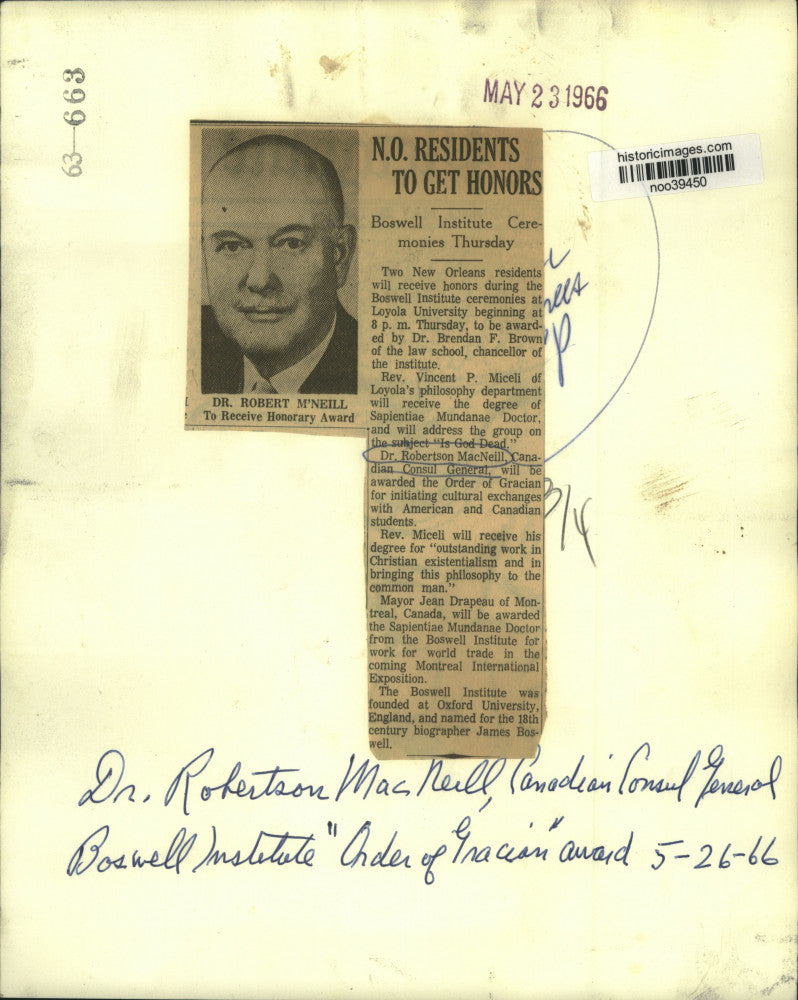 63-663
MAY 23 1966
historicimages.com
noo39450
N.O. RESIDENTS
TO GET HONORS
Boswell Institute Cere-
monies Thursday
Two New Orleans residents
will receive honors during the
Boswell Institute ceremonies at
Loyola University beginning at
8 p. m. Thursday, to be award-
ed by Dr. Brendan F. Brown
of the law school, chancellor of
the institute.
Rev. Vincent P. Miceli of
Loyola's philosophy department
will receive the degree of
Sapientiae Mundanae Doctor,
and will address the group on
the subject "Is God Dead."
Dr. Robertson MacNeill, Cana-
dian Consul General, will be
awarded the Order of Gracian
for initiating cultural exchanges
with American and Canadian
students.
Rev. Miceli will receive his
degree for "outstanding work in
Christian existentialism and in
bringing this philosophy to the
common man."
Mayor Jean Drapeau of Mon-
treal, Canada, will be awarded
the Sapientiae Mundanae Doctor
from the Boswell Institute for
work for world trade in the
coming Montreal International
Exposition.
The Boswell Institute was
founded at Oxford University,
England, and named for the 18th
century biographer James Bos-
well.
DR. ROBERT M'NEILL
To Receive Honorary Award
3/4
Dr. Robertson MacNeill, Canadian Consul General
Boswell Institute "Order of Gracian" award 5-26-66